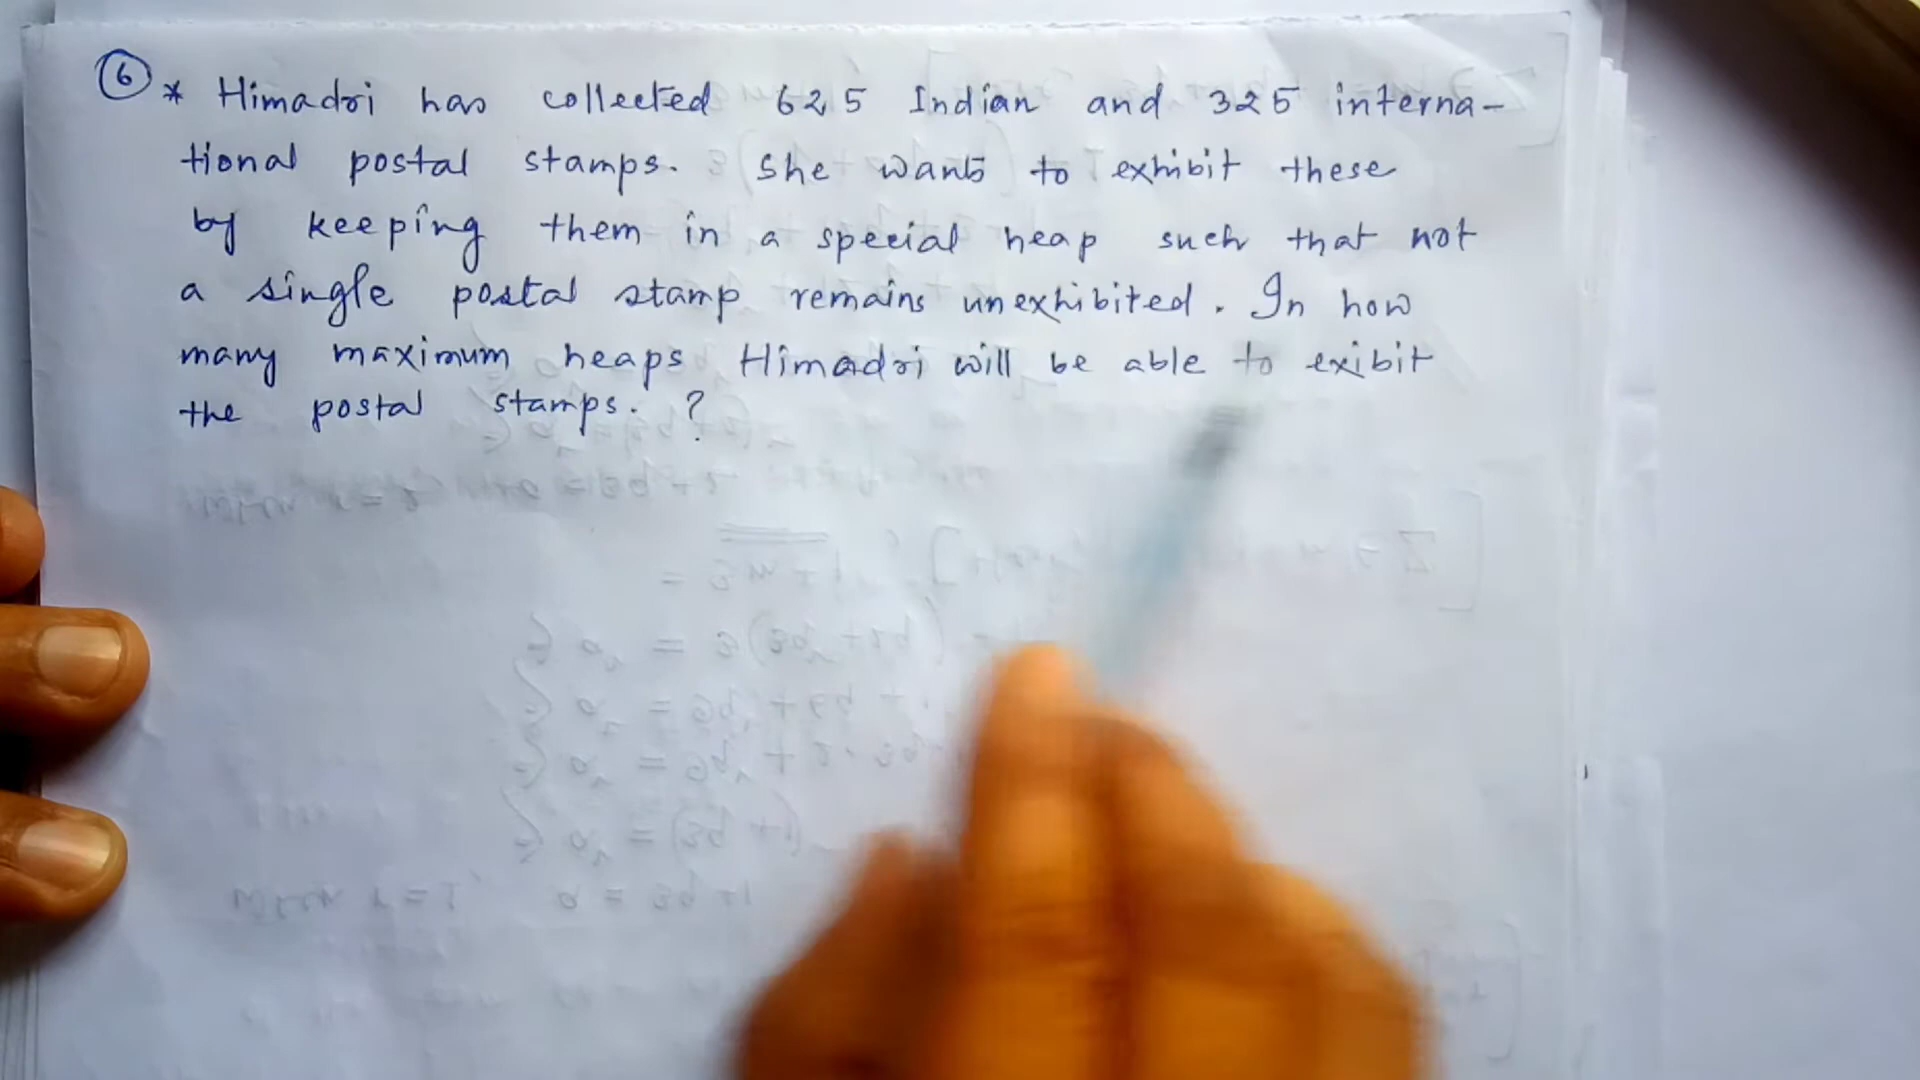 6 * Himadri has collected 625 Indian and 325 interna-
tional postal stamps. She wants to exhibit these
by keeping them in a special heap such that not
a single postal stamp remains unexhibited. In how
many maximum heaps Himadri will be able to exibit
the postal stamps. ?